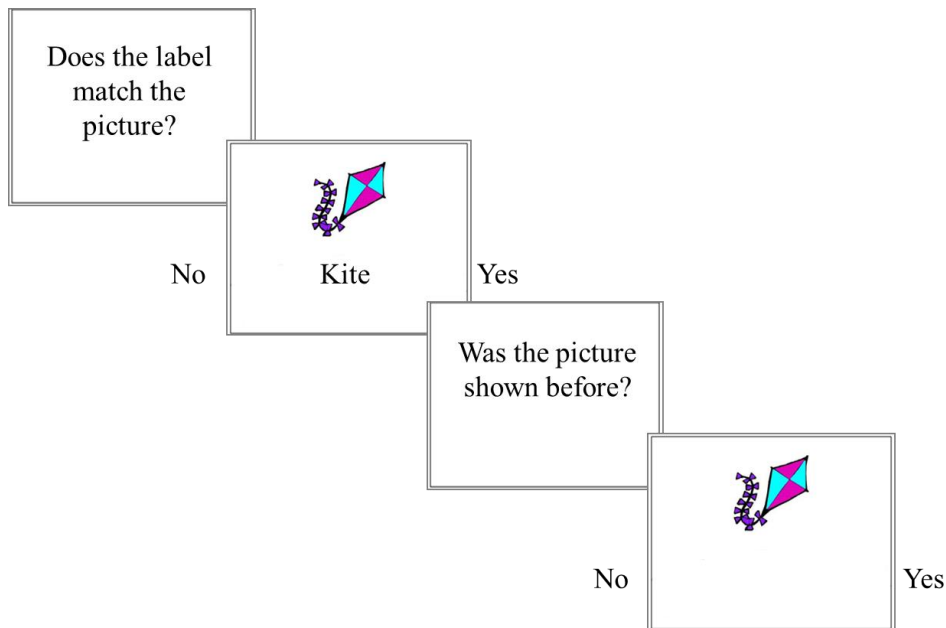 Does the label
match the
picture?
No
Kite
Yes
Was the picture
shown before?
No
Yes